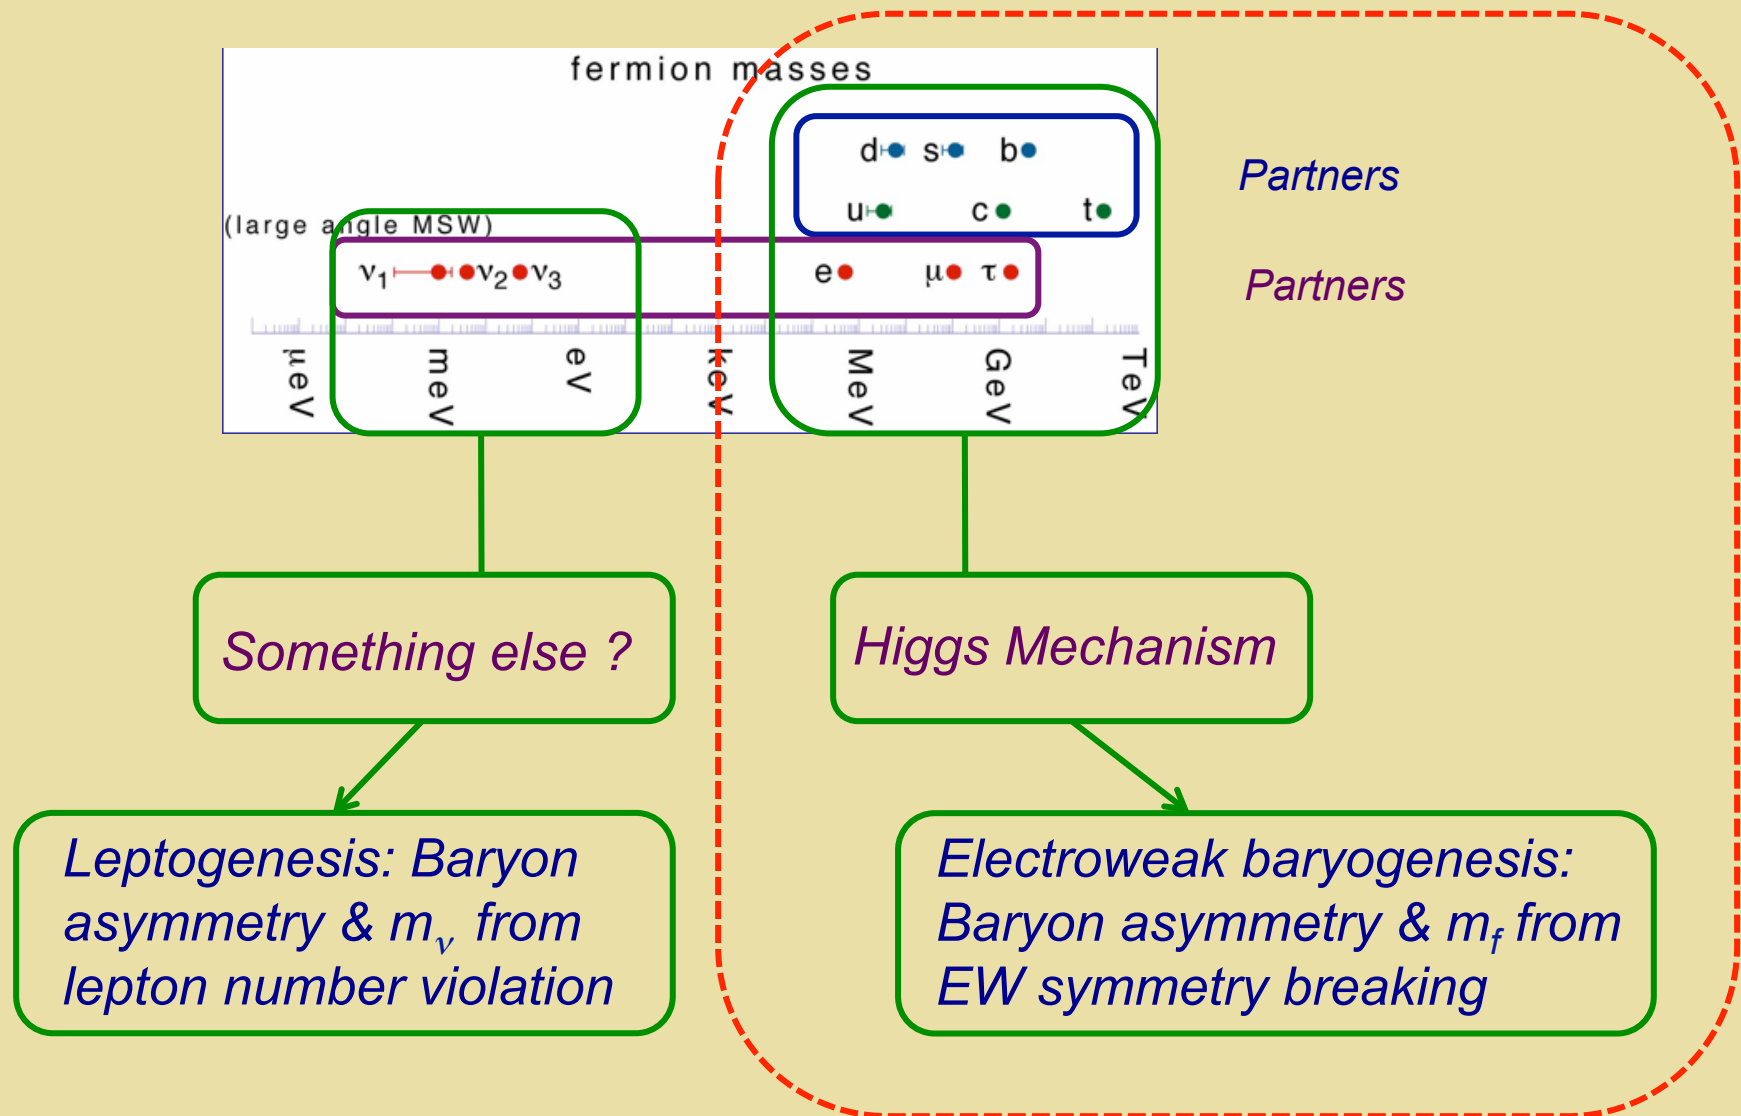 fermion masses
d s b
Partners
u c t
(large angle MSW)
ν₁ ν₂ ν₃ e μ τ
Partners
μeV meV eV keV MeV GeV TeV
Something else ?
Higgs Mechanism
Leptogenesis: Baryon
asymmetry & mν from
lepton number violation
Electroweak baryogenesis:
Baryon asymmetry & mf from
EW symmetry breaking